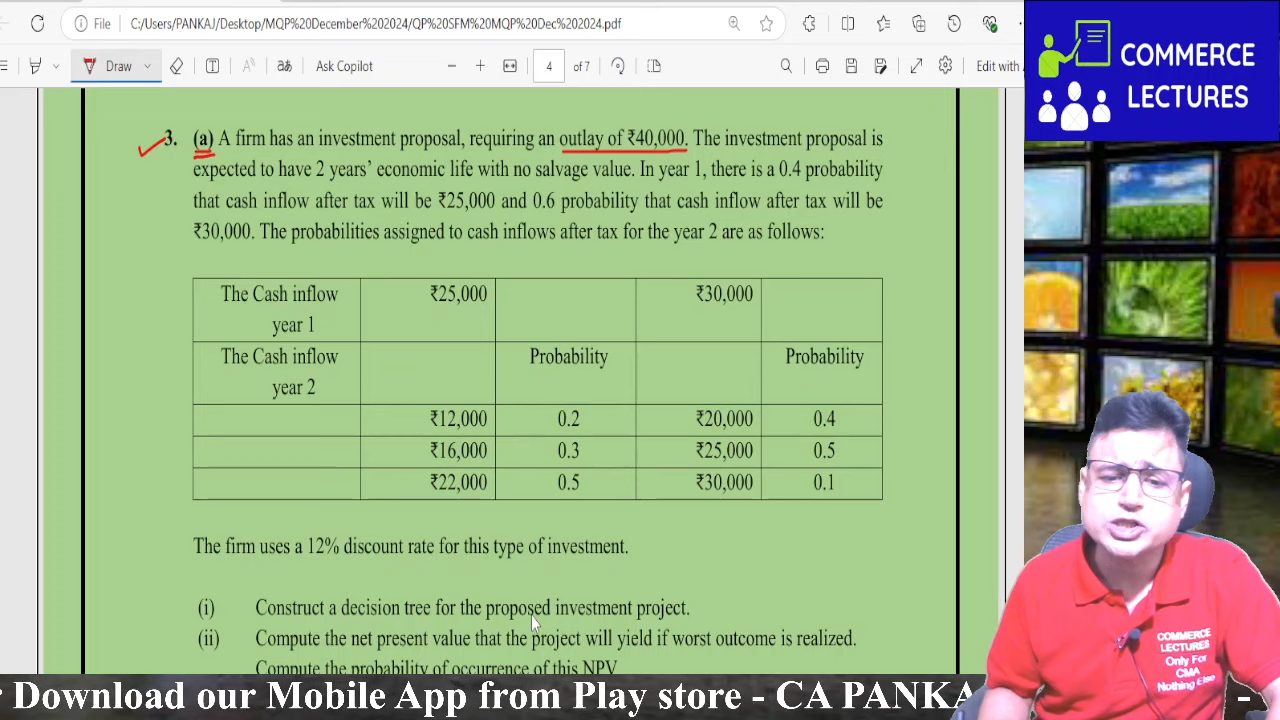 File C:/Users/PANKAJ/Desktop/MQP%20December%202024/QP%20SFM%20MQP%20Dec%202024.pdf
Draw Ask Copilot 4 of 7 Edit with
COMMERCE
LECTURES
3. (a) A firm has an investment proposal, requiring an outlay of ₹40,000. The investment proposal is
expected to have 2 years’ economic life with no salvage value. In year 1, there is a 0.4 probability
that cash inflow after tax will be ₹25,000 and 0.6 probability that cash inflow after tax will be
₹30,000. The probabilities assigned to cash inflows after tax for the year 2 are as follows:
The Cash inflow ₹25,000 ₹30,000
year 1
The Cash inflow Probability Probability
year 2
₹12,000 0.2 ₹20,000 0.4
₹16,000 0.3 ₹25,000 0.5
₹22,000 0.5 ₹30,000 0.1
The firm uses a 12% discount rate for this type of investment.
(i) Construct a decision tree for the proposed investment project.
(ii) Compute the net present value that the project will yield if worst outcome is realized.
Compute the probability of occurrence of this NPV
COMMERCE
LECTURES
Only For
CMA
Nothing Else
Download our Mobile App from Play store - CA PANKA